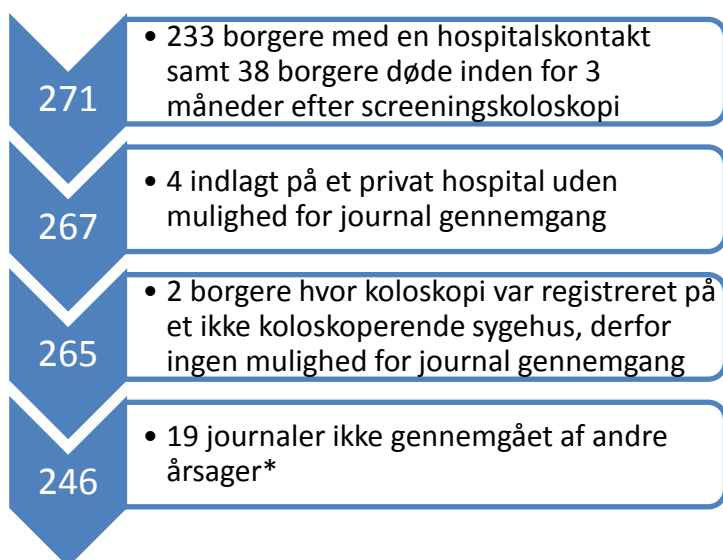 271
• 233 borgere med en hospitalskontakt
samt 38 borgere døde inden for 3
måneder efter screeningskoloskopi
267
• 4 indlagt på et privat hospital uden
mulighed for journal gennemgang
265
• 2 borgere hvor koloskopi var registreret på
et ikke koloskoperende sygehus, derfor
ingen mulighed for journal gennemgang
246
• 19 journaler ikke gennemgået af andre
årsager*